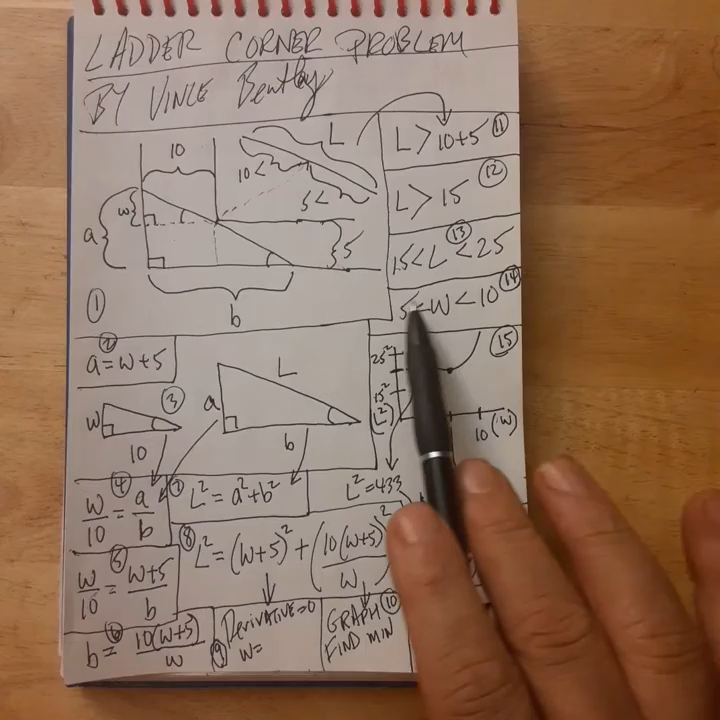 LADDER CORNER PROBLEM
BY VINCE Bentley
10
L
10<
5<
w
a
5
b
①
L > 10+5 ⑪
L > 15 ⑫
15 < L < 25 ⑬
5 < w < 10 ⑭
② a = w+5
③
w
10
L
a
b
⑮
25²
15²
(L²)
10 (w)
④ w/10 = a/b
⑦ L² = a²+b²
L² = 433
⑤ w/10 = (w+5)/b
⑧ L² = (w+5)² + (10(w+5)/w)²
⑥ b = 10(w+5)/w
⑨ DERIVATIVE=0
w=
GRAPH ⑩
FIND MIN